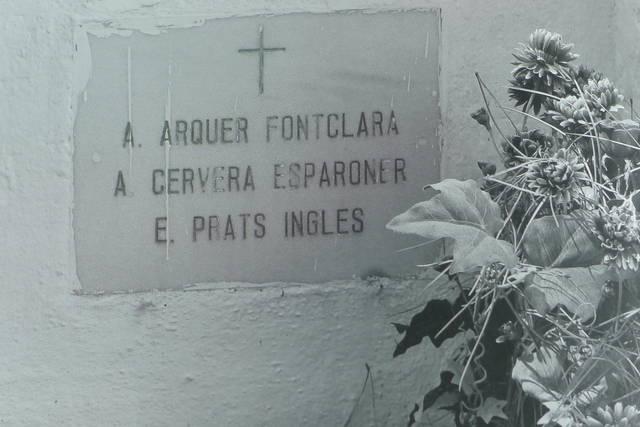 A. ARQUER FONTCLARA
A. CERVERA ESPARONER
E. PRATS INGLES